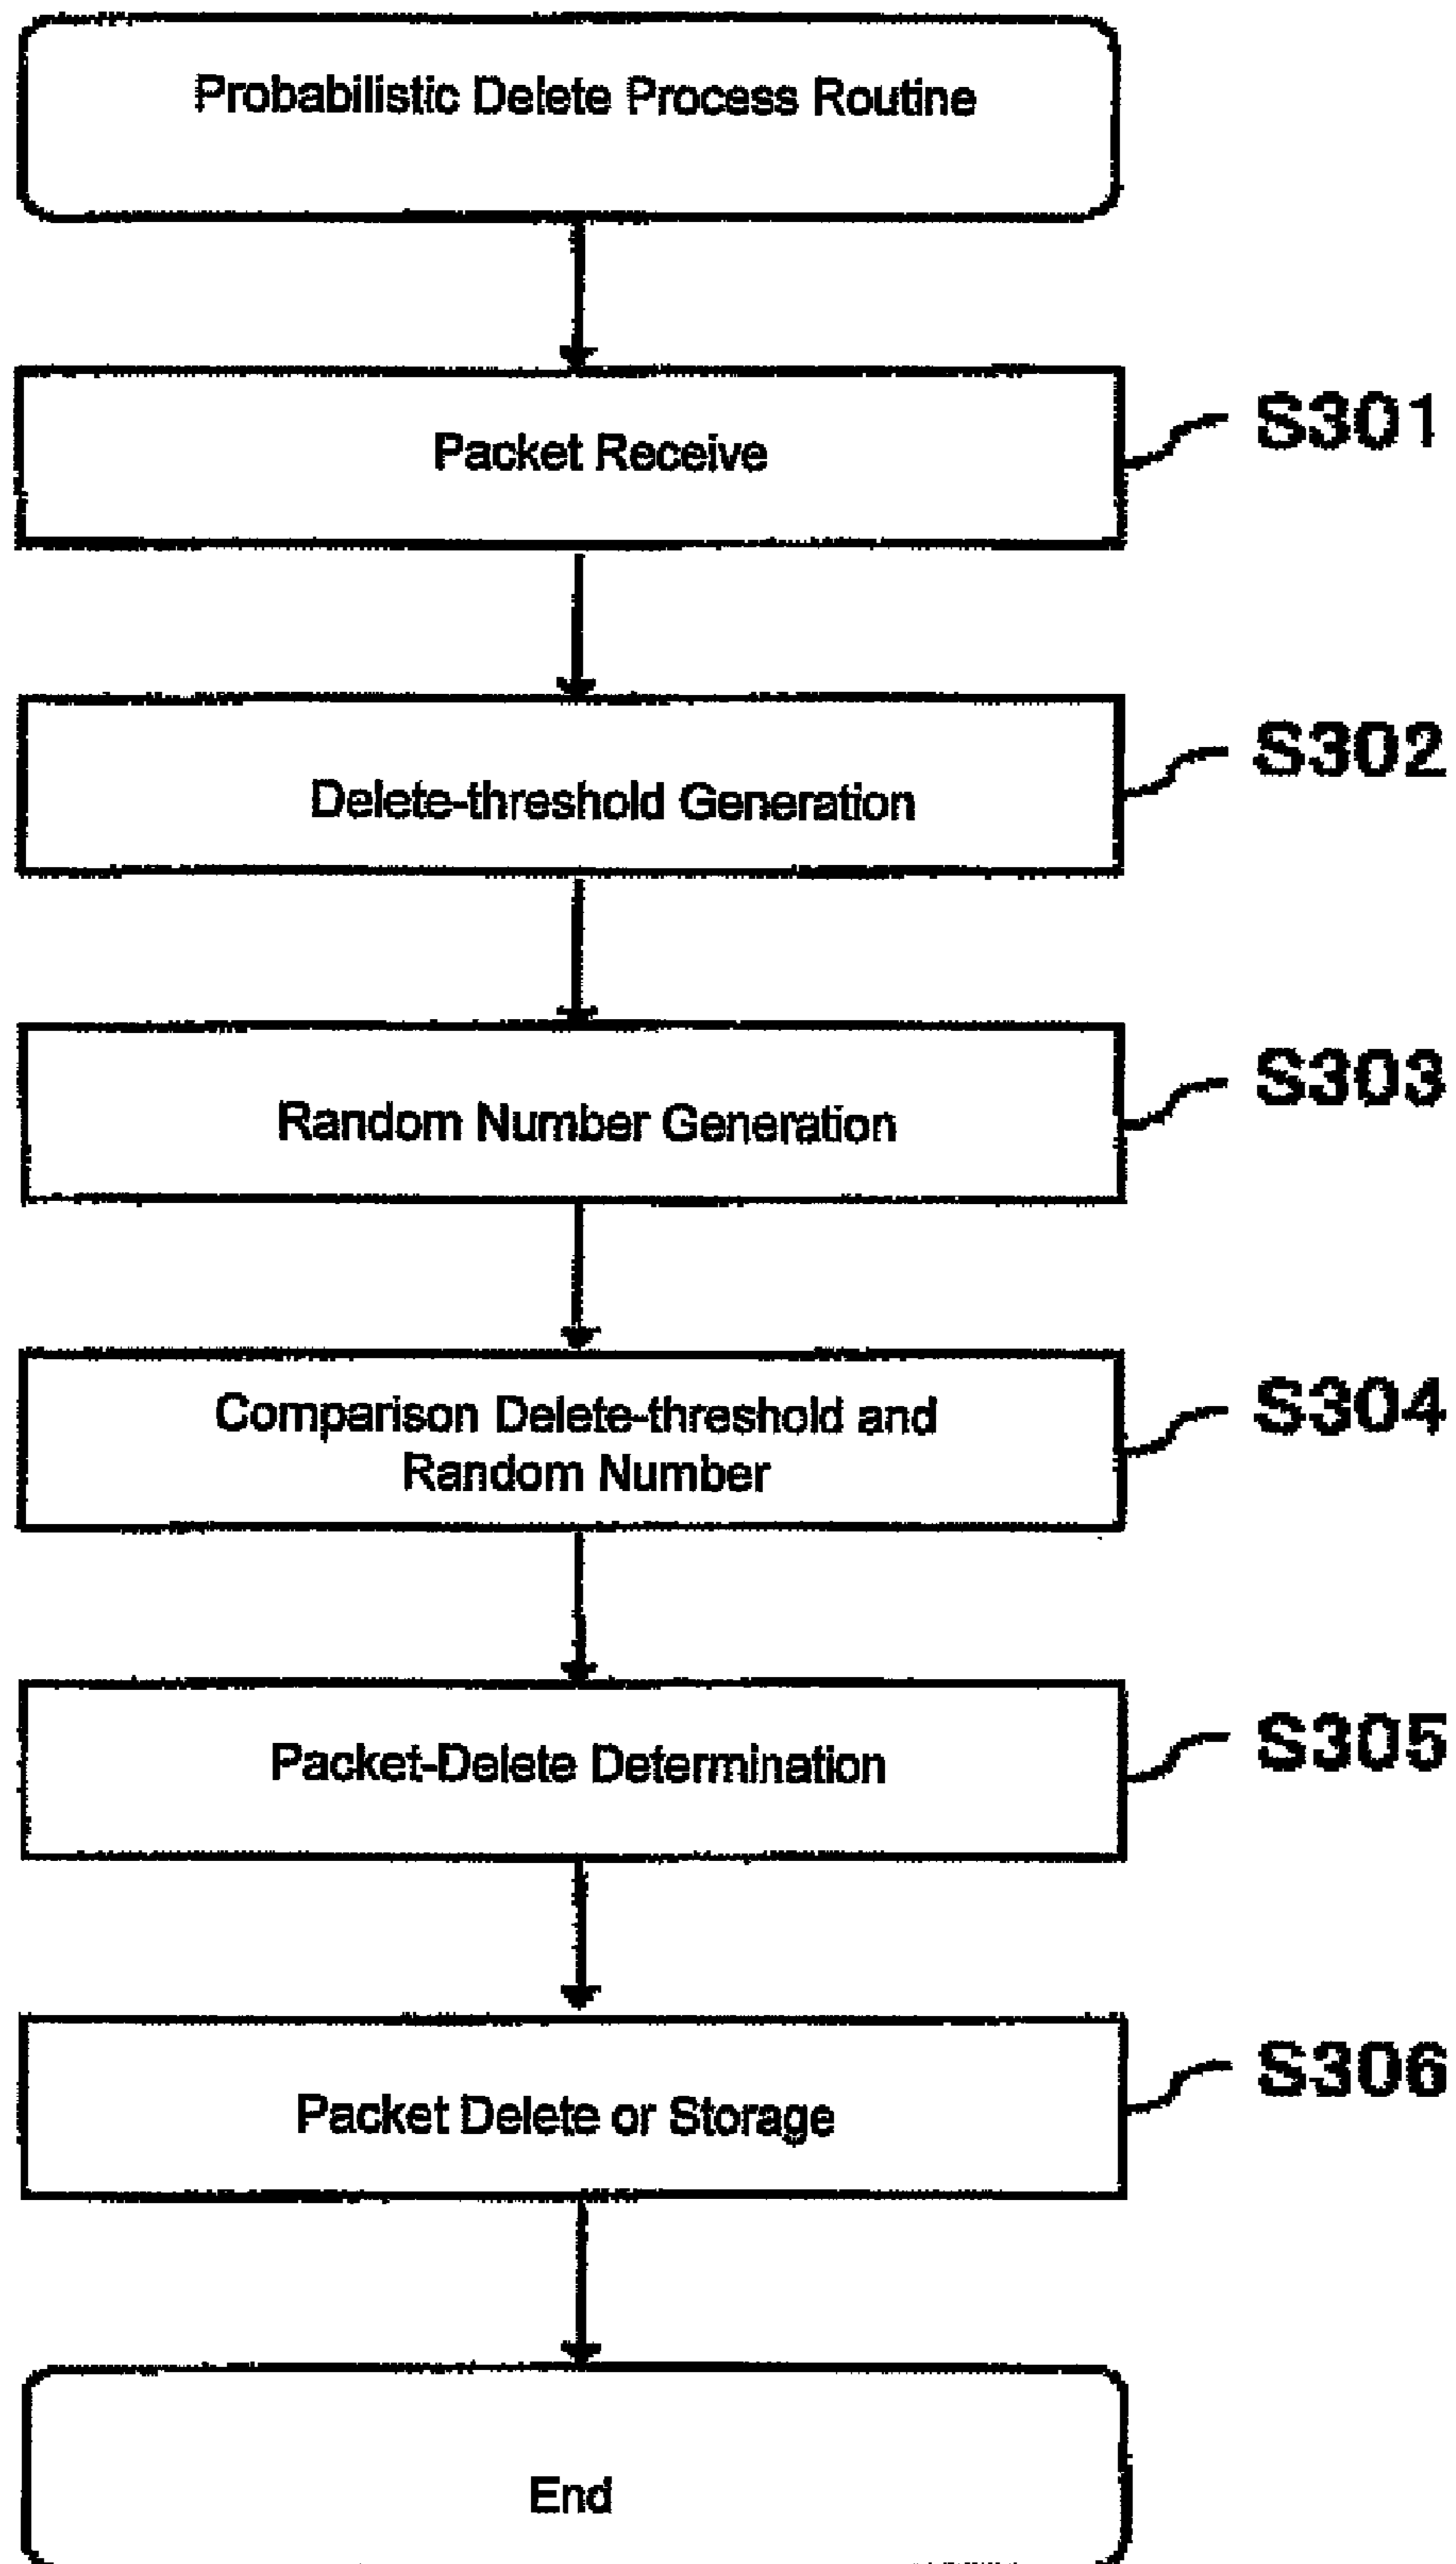 Probabilistic Delete Process Routine
Packet Receive
S301
Delete-threshold Generation
S302
Random Number Generation
S303
Comparison Delete-threshold and
Random Number
S304
Packet-Delete Determination
S305
Packet Delete or Storage
S306
End